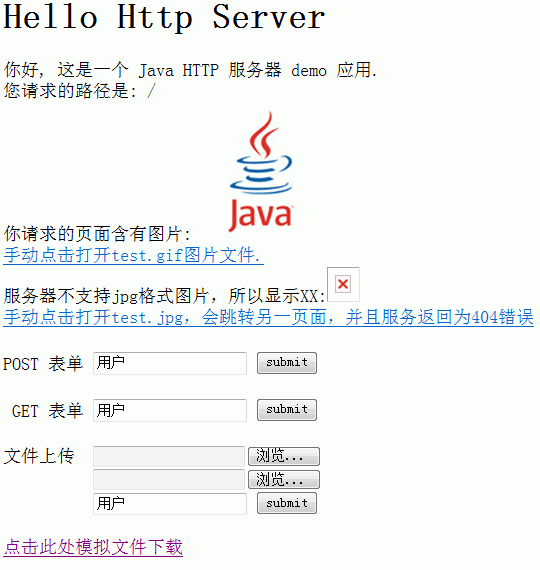 Hello Http Server
你好, 这是一个 Java HTTP 服务器 demo 应用.
您请求的路径是: /
Java
你请求的页面含有图片:
手动点击打开test.gif图片文件.
服务器不支持jpg格式图片，所以显示XX:
手动点击打开test.jpg，会跳转另一页面，并且服务返回为404错误
POST 表单 用户 submit
GET 表单 用户 submit
文件上传 浏览...
浏览...
用户 submit
点击此处模拟文件下载